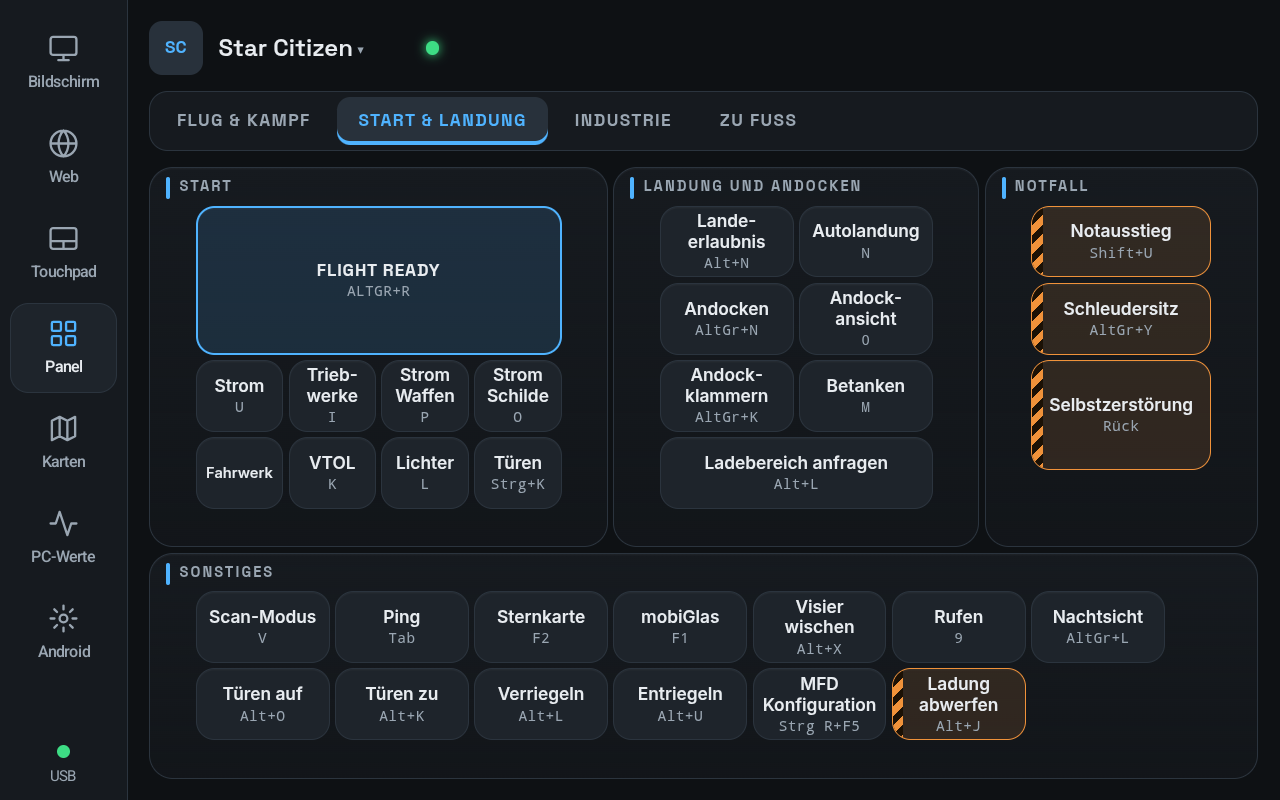 Bildschirm
Web
Touchpad
Panel
Karten
PC-Werte
Android
USB
SC
Star Citizen ▾
FLUG & KAMPF
START & LANDUNG
INDUSTRIE
ZU FUSS
START
FLIGHT READY
ALTGR+R
Strom
U
Trieb-
werke
I
Strom
Waffen
P
Strom
Schilde
O
Fahrwerk
VTOL
K
Lichter
L
Türen
Strg+K
LANDUNG UND ANDOCKEN
Lande-
erlaubnis
Alt+N
Autolandung
N
Andocken
AltGr+N
Andock-
ansicht
O
Andock-
klammern
AltGr+K
Betanken
M
Ladebereich anfragen
Alt+L
NOTFALL
Notausstieg
Shift+U
Schleudersitz
AltGr+Y
Selbstzerstörung
Rück
SONSTIGES
Scan-Modus
V
Ping
Tab
Sternkarte
F2
mobiGlas
F1
Visier
wischen
Alt+X
Rufen
9
Nachtsicht
AltGr+L
Türen auf
Alt+O
Türen zu
Alt+K
Verriegeln
Alt+L
Entriegeln
Alt+U
MFD
Konfiguration
Strg R+F5
Ladung
abwerfen
Alt+J